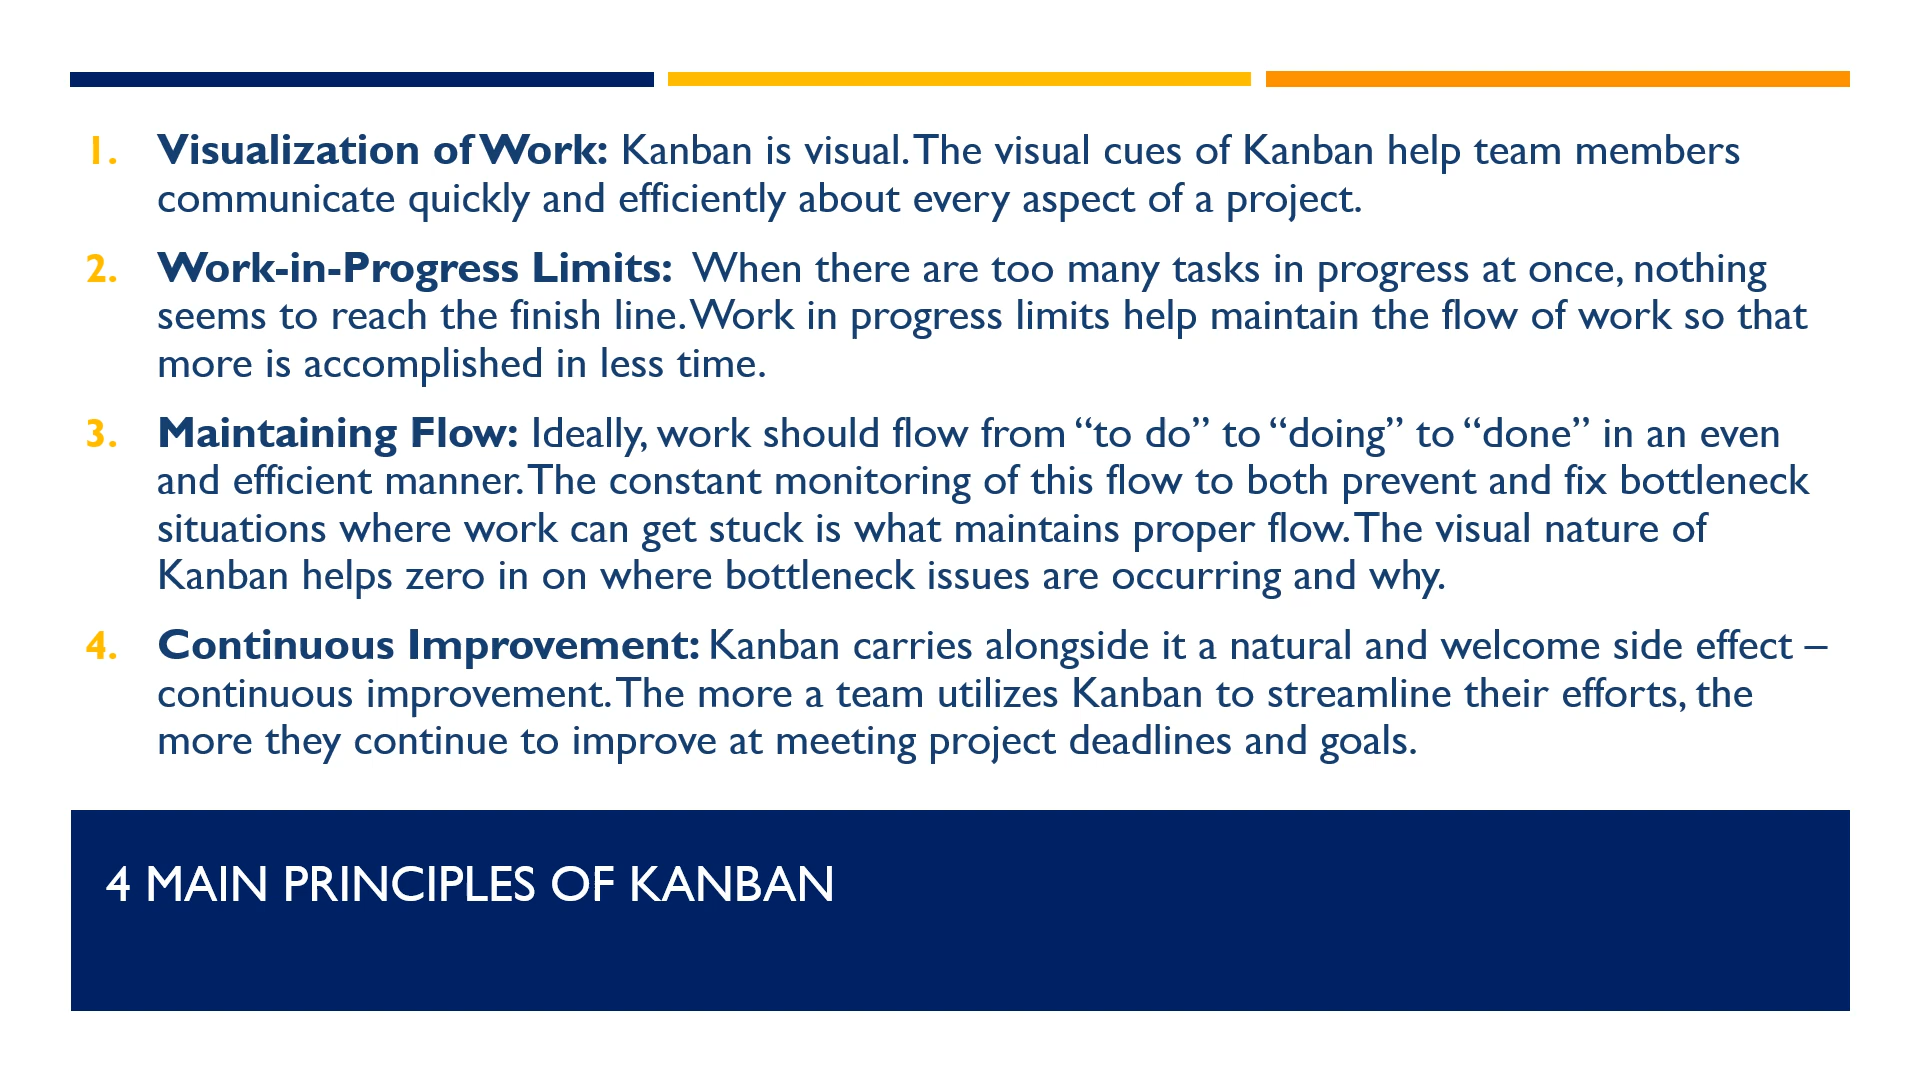 1. Visualization of Work: Kanban is visual. The visual cues of Kanban help team members
communicate quickly and efficiently about every aspect of a project.
2. Work-in-Progress Limits: When there are too many tasks in progress at once, nothing
seems to reach the finish line. Work in progress limits help maintain the flow of work so that
more is accomplished in less time.
3. Maintaining Flow: Ideally, work should flow from “to do” to “doing” to “done” in an even
and efficient manner. The constant monitoring of this flow to both prevent and fix bottleneck
situations where work can get stuck is what maintains proper flow. The visual nature of
Kanban helps zero in on where bottleneck issues are occurring and why.
4. Continuous Improvement: Kanban carries alongside it a natural and welcome side effect –
continuous improvement. The more a team utilizes Kanban to streamline their efforts, the
more they continue to improve at meeting project deadlines and goals.
4 MAIN PRINCIPLES OF KANBAN